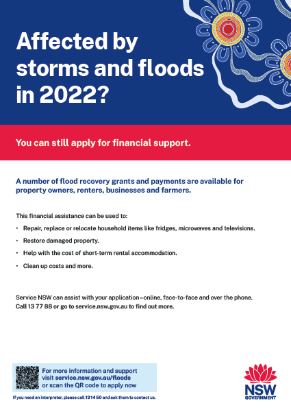 Affected by
storms and floods
in 2022?
You can still apply for financial support.
A number of flood recovery grants and payments are available for
property owners, renters, businesses and farmers.
This financial assistance can be used to:
• Repair, replace or relocate household items like fridges, microwaves and televisions.
• Restore damaged property.
• Help with the cost of short-term rental accommodation.
• Clean up costs and more.
Service NSW can assist with your application – online, face-to-face and over the phone.
Call 13 77 88 or go to service.nsw.gov.au to find out more.
For more information and support
visit service.nsw.gov.au/floods
or scan the QR code to apply now
If you need an interpreter, please call 131 450 and ask them to contact us.
NSW
GOVERNMENT